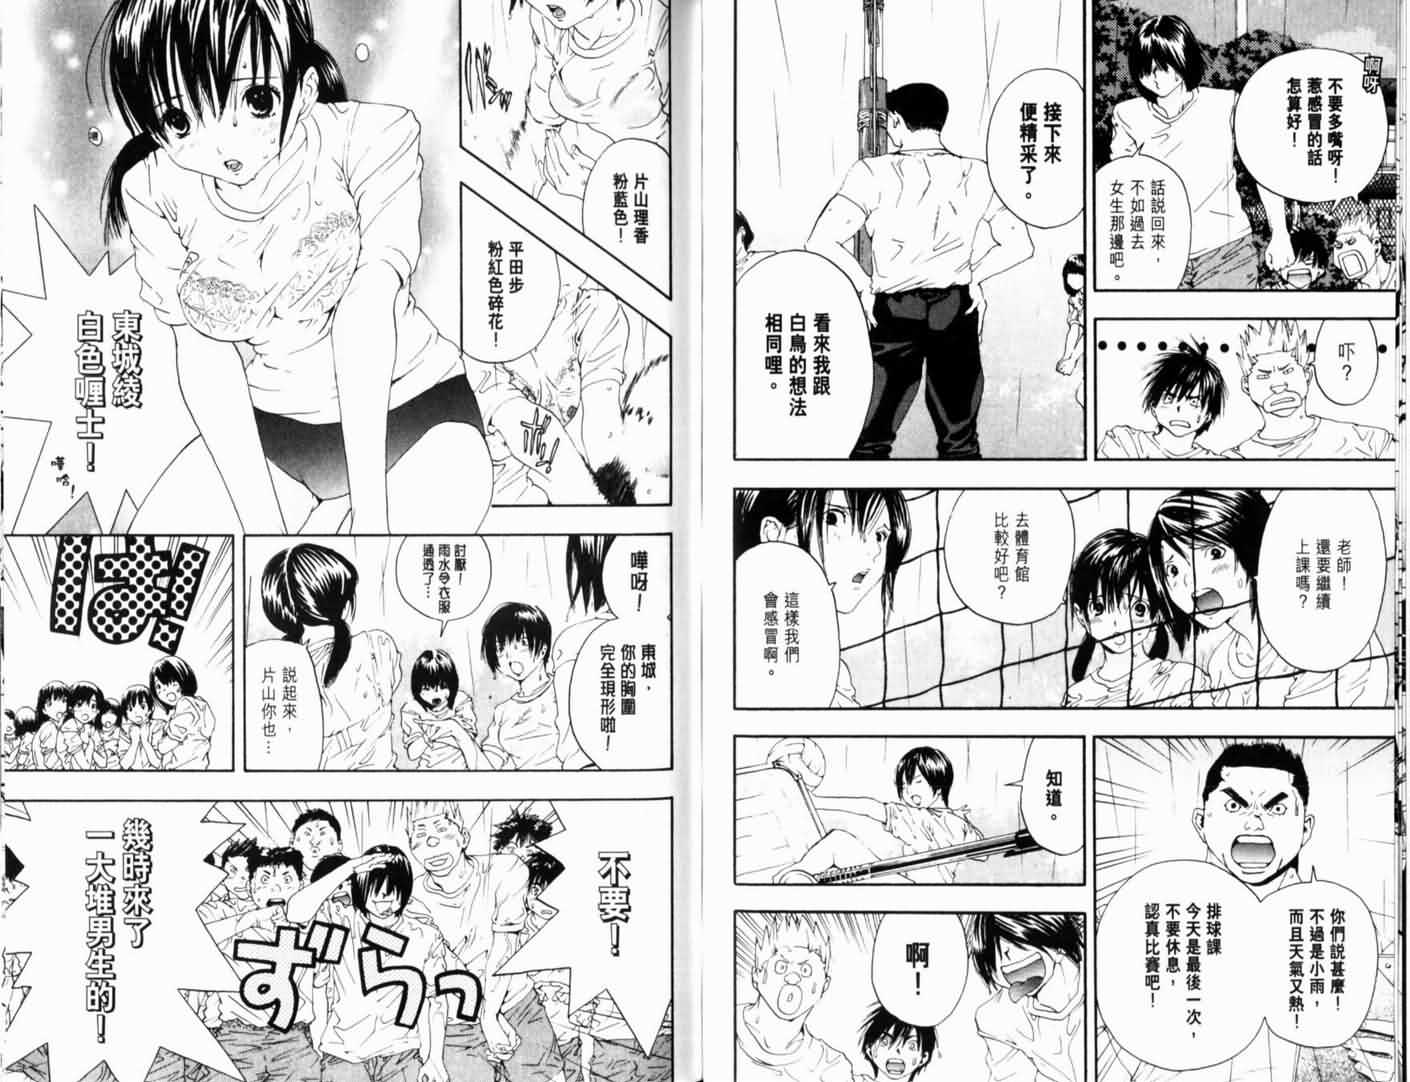 啊呀
不要多嘴呀！
惹感冒的話
怎算好！
話說回來，
不如過去
女生那邊吧。
接下來
便精采了。
看來我跟
白鳥的想法
相同哩。
吓？
老師！
還要繼續
上課嗎？
去體育館
比較好吧？
這樣我們
會感冒啊。
你們說甚麼！
不過是小雨，
而且天氣又熱！
排球課
今天是最後一次，
不要休息，
認真比賽吧！
知道。
啊！
片山理香
粉藍色！
平田步
粉紅色碎花！
東城綾
白色喱士！
嘩哈！
嘩呀！
東城，
你的胸圍
完全現形啦！
討厭！
雨水令衣服
通透了…
說起來，
片山你也…
は！
不要！
幾時來了
一大堆男生的！
ずらっ